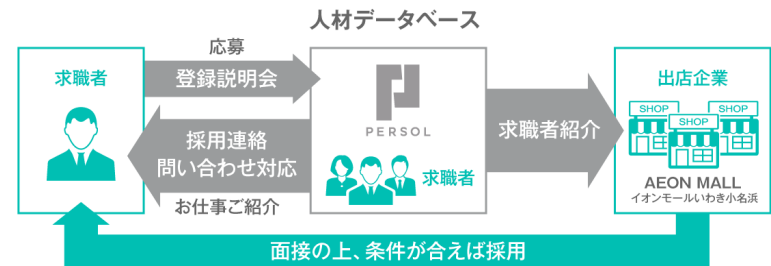 人材データベース
求職者
応募
登録説明会
採用連絡
問い合わせ対応
お仕事ご紹介
PERSOL
求職者
求職者紹介
出店企業
SHOP
SHOP
SHOP
AEON MALL
イオンモールいわき小名浜
面接の上、条件が合えば採用